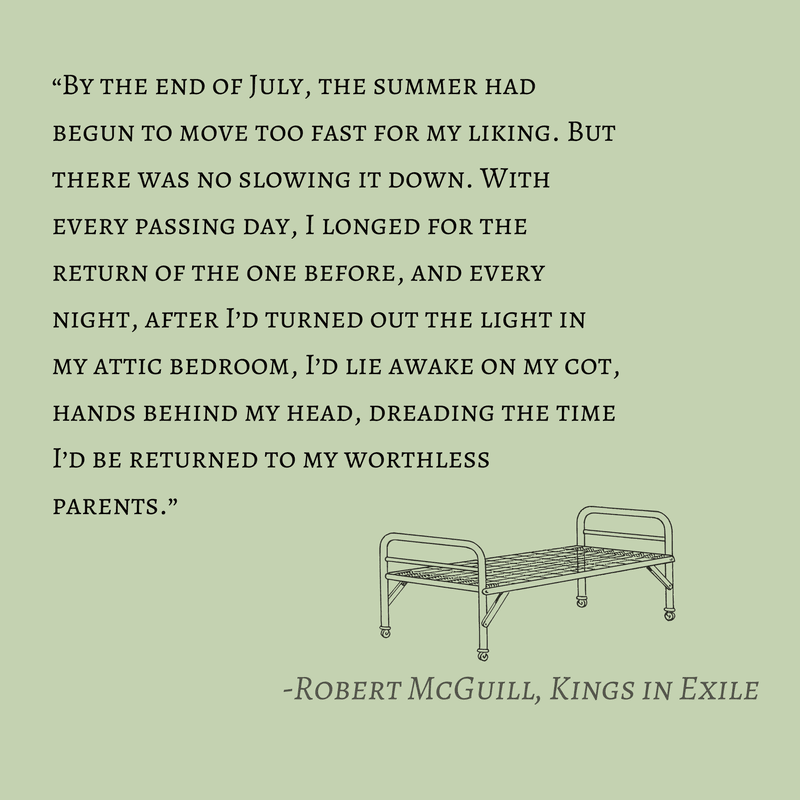 “By the end of July, the summer had
begun to move too fast for my liking. But
there was no slowing it down. With
every passing day, I longed for the
return of the one before, and every
night, after I’d turned out the light in
my attic bedroom, I’d lie awake on my cot,
hands behind my head, dreading the time
I’d be returned to my worthless
parents.”
-Robert McGuill, Kings in Exile